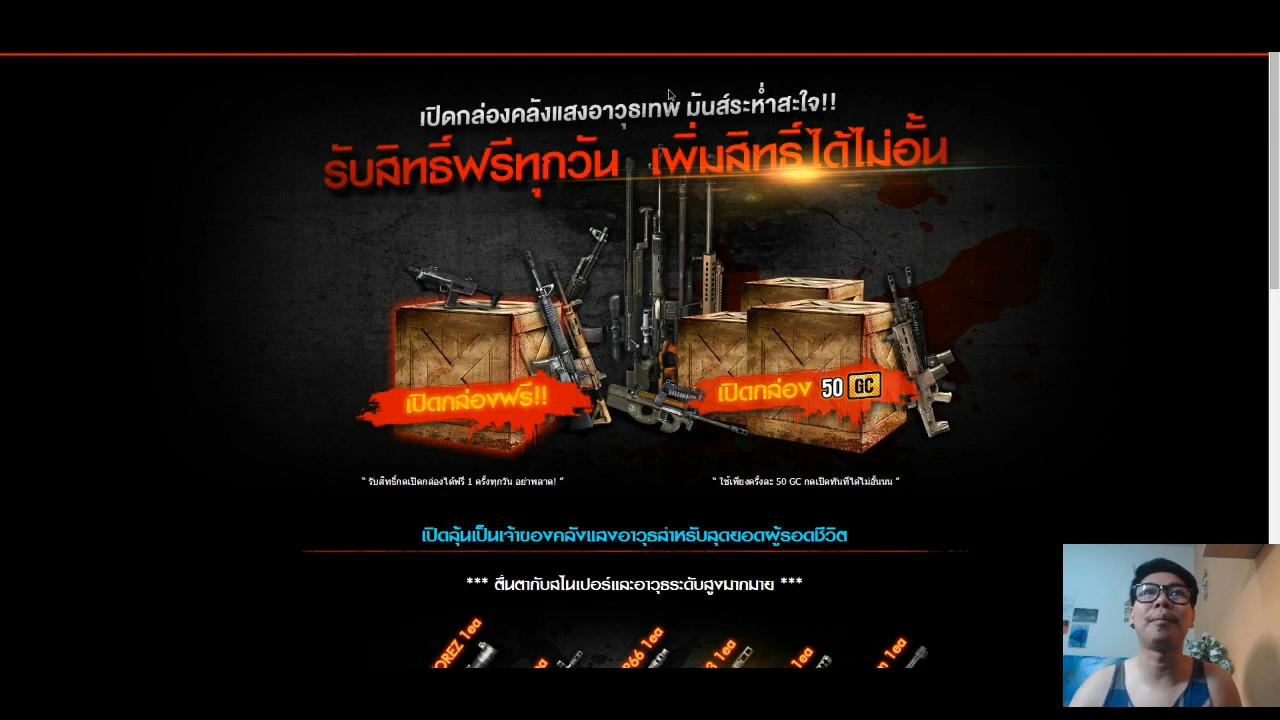 เปิดกล่องคลังแสงอาวุธเทพ มันส์ระห่ำสะใจ!!
รับสิทธิ์ฟรีทุกวัน เพิ่มสิทธิ์ได้ไม่อั้น
เปิดกล่องฟรี!!
เปิดกล่อง 50 GC
“ รับสิทธิ์กดเปิดกล่องได้ฟรี 1 ครั้งทุกวัน อย่าพลาด! ”
“ ใช้เพียงครั้งละ 50 GC กดเปิดทันทีได้ไม่อั้นนน ”
เปิดลุ้นเป็นเจ้าของคลังแสงอาวุธสำหรับสุดยอดผู้รอดชีวิต
*** ตื่นตากับสไนเปอร์และอาวุธระดับสูงมากมาย ***
1ea
1ea
1ea
1ea
1ea